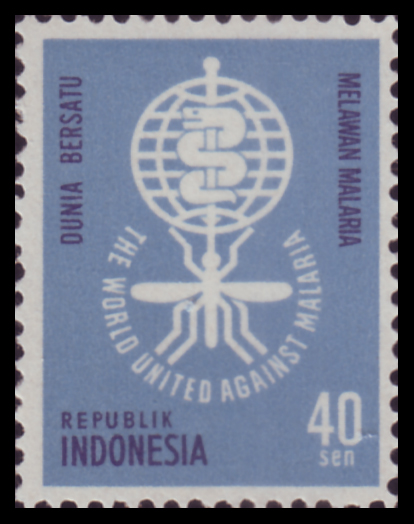 DUNIA BERSATU
MELAWAN MALARIA
THE WORLD UNITED AGAINST MALARIA
REPUBLIK
INDONESIA
40
sen